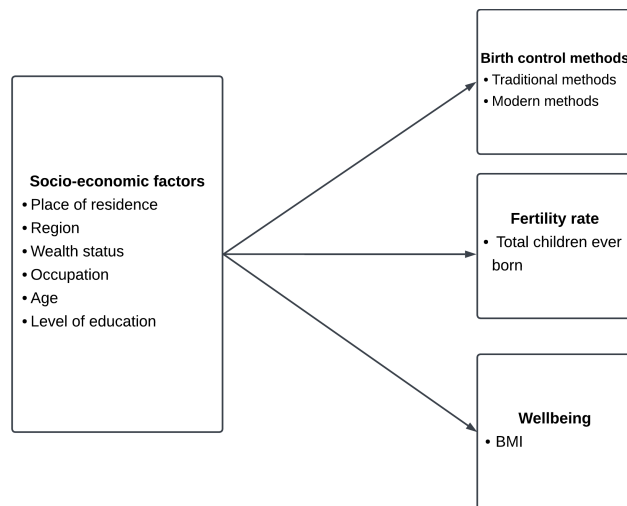 Socio-economic factors
• Place of residence
• Region
• Wealth status
• Occupation
• Age
• Level of education
Birth control methods
• Traditional methods
• Modern methods
Fertility rate
• Total children ever
born
Wellbeing
• BMI